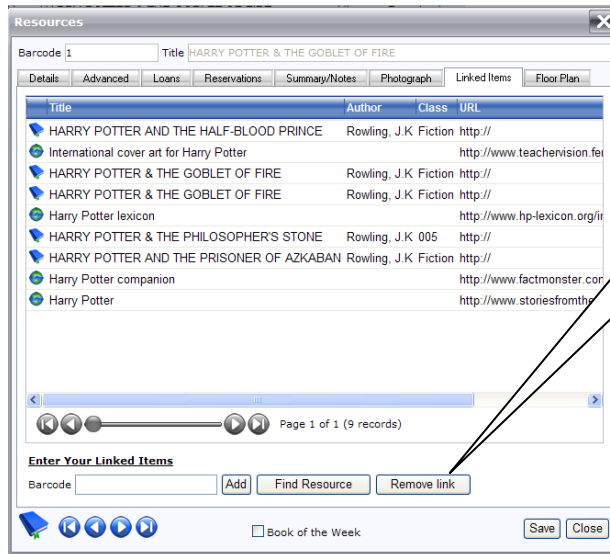 Resources
Barcode 1 Title HARRY POTTER & THE GOBLET OF FIRE
Details Advanced Loans Reservations Summary/Notes Photograph Linked Items Floor Plan
Title Author Class URL
HARRY POTTER AND THE HALF-BLOOD PRINCE Rowling, J.K Fiction http://
International cover art for Harry Potter http://www.teachervision.fe
HARRY POTTER & THE GOBLET OF FIRE Rowling, J.K Fiction http://
HARRY POTTER & THE GOBLET OF FIRE Rowling, J.K Fiction http://
Harry Potter lexicon http://www.hp-lexicon.org/i
HARRY POTTER & THE PHILOSOPHER'S STONE Rowling, J.K 005 http://
HARRY POTTER AND THE PRISONER OF AZKABAN Rowling, J.K Fiction http://
Harry Potter companion http://www.factmonster.com
Harry Potter http://www.storiesfromthe
Page 1 of 1 (9 records)
Enter Your Linked Items
Barcode Add Find Resource Remove link
Book of the Week Save Close